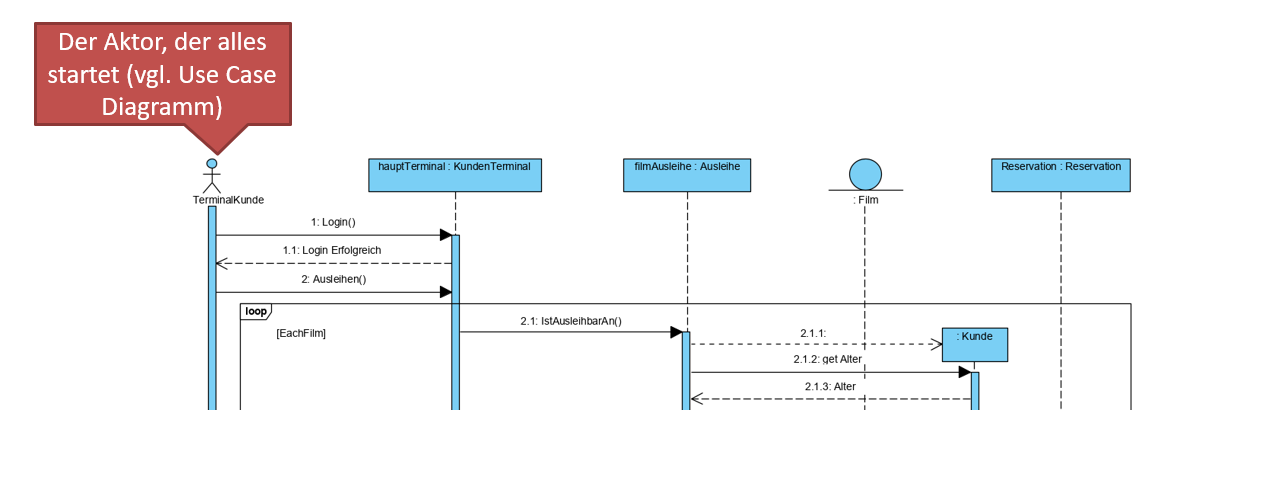 Der Aktor, der alles
startet (vgl. Use Case
Diagramm)
TerminalKunde
hauptTerminal : KundenTerminal
filmAusleihe : Ausleihe
: Film
Reservation : Reservation
1: Login()
1.1: Login Erfolgreich
2: Ausleihen()
loop
[EachFilm]
2.1: IstAusleihbarAn()
2.1.1:
: Kunde
2.1.2: get Alter
2.1.3: Alter